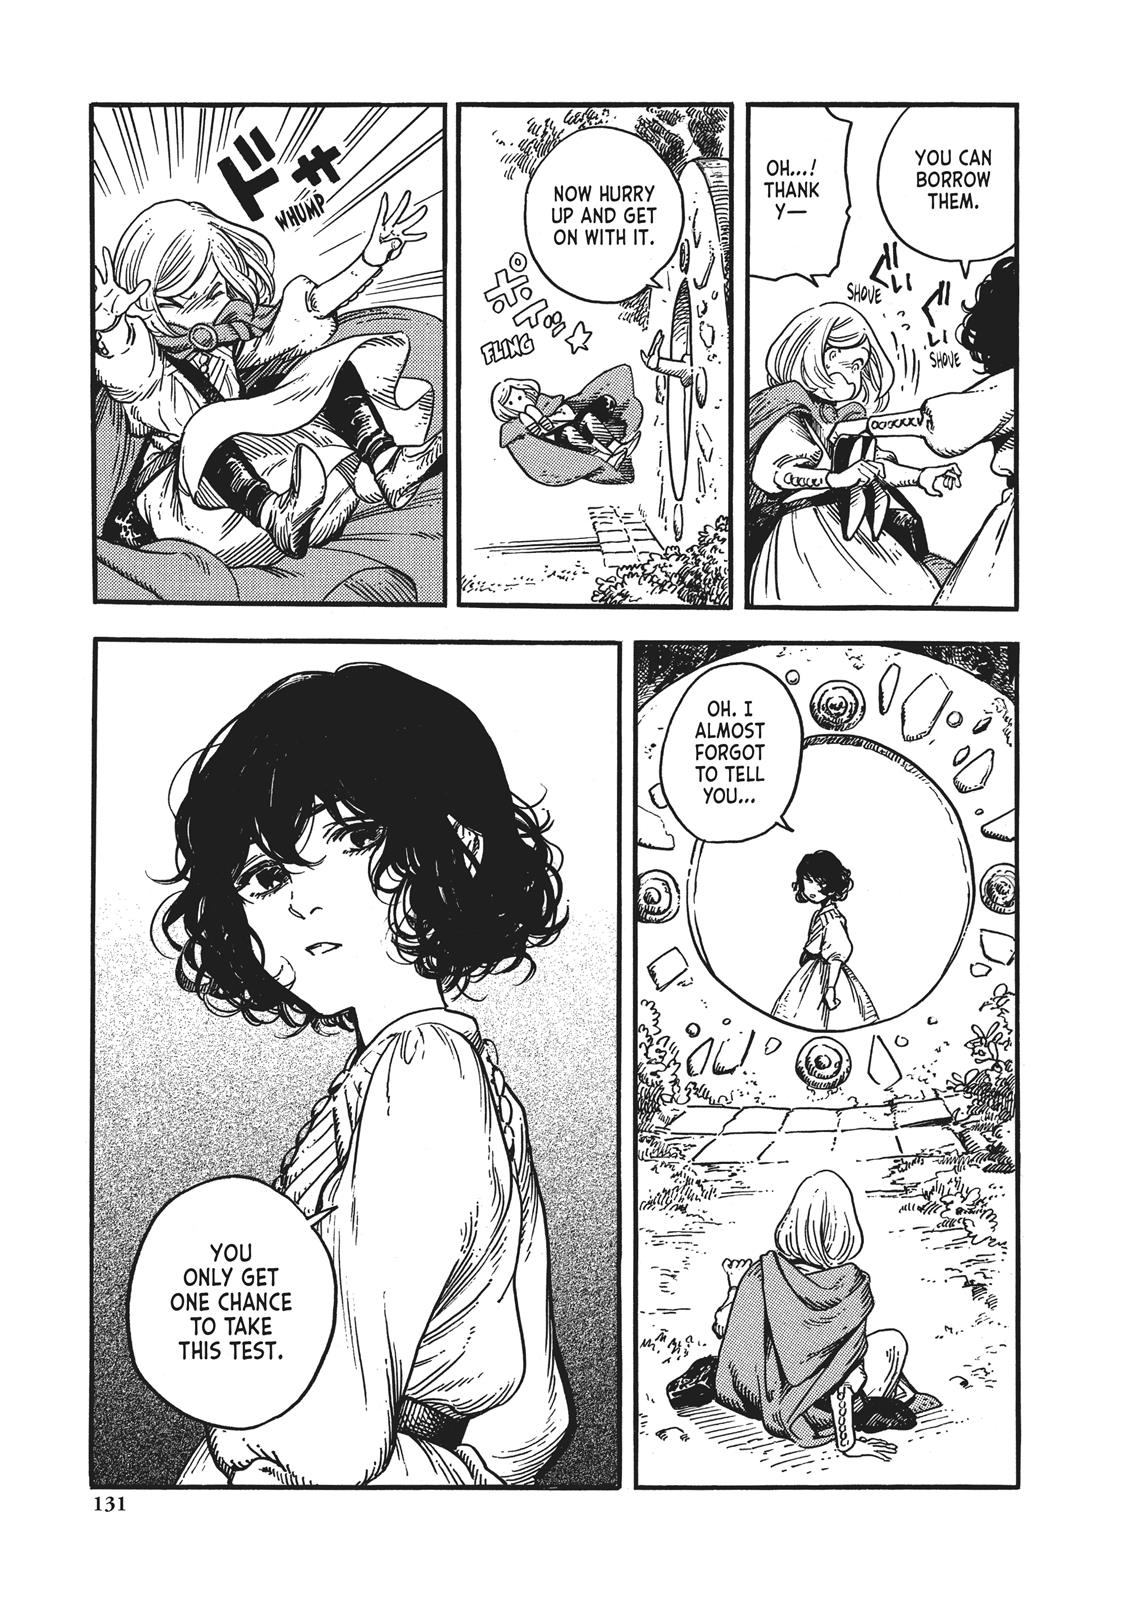 YOU CAN
BORROW
THEM.
OH...!
THANK
Y—
SHOVE
SHOVE
NOW HURRY
UP AND GET
ON WITH IT.
ポイッ
FLING
ドサ
WHUMP
OH. I
ALMOST
FORGOT
TO TELL
YOU...
YOU
ONLY GET
ONE CHANCE
TO TAKE
THIS TEST.
131